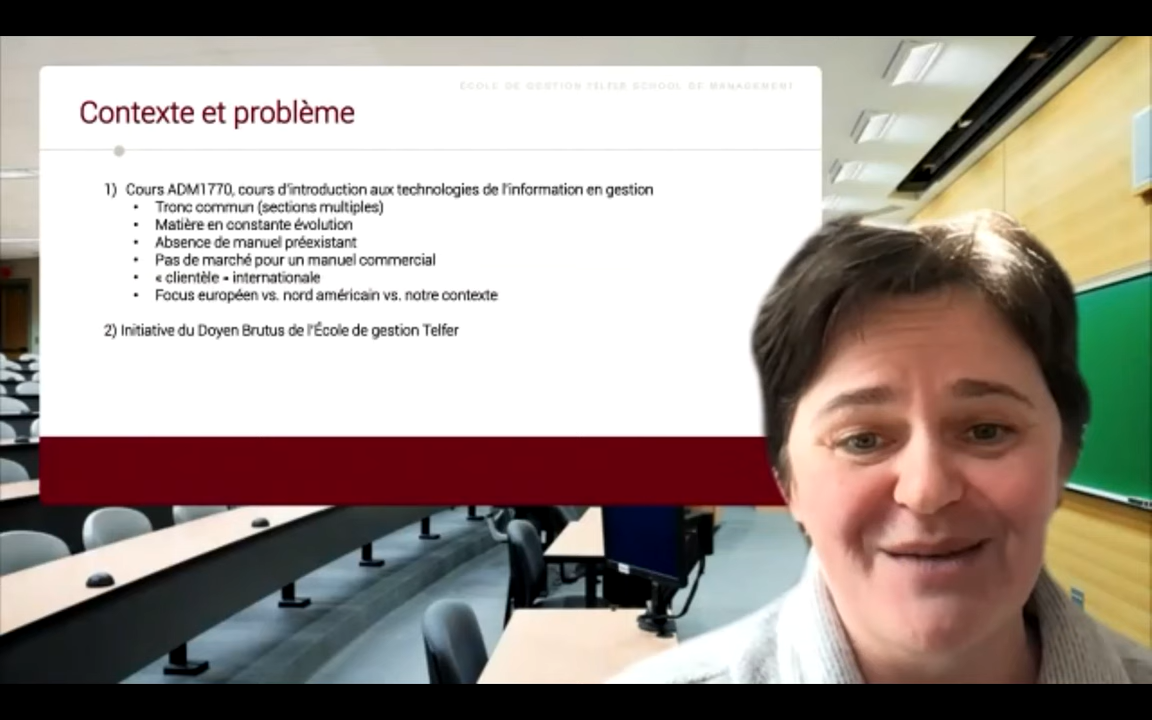 ÉCOLE DE GESTION TELFER SCHOOL OF MANAGEMENT
Contexte et problème
1) Cours ADM1770, cours d'introduction aux technologies de l'information en gestion
• Tronc commun (sections multiples)
• Matière en constante évolution
• Absence de manuel préexistant
• Pas de marché pour un manuel commercial
• « clientèle » internationale
• Focus européen vs. nord américain vs. notre contexte
2) Initiative du Doyen Brutus de l'École de gestion Telfer